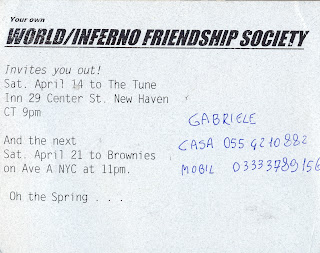 Your own
WORLD/INFERNO FRIENDSHIP SOCIETY
Invites you out!
Sat. April 14 to The Tune
Inn 29 Center St. New Haven
CT 9pm
And the next
Sat. April 21 to Brownies
on Ave A NYC at 11pm.
Oh the Spring . . .
GABRIELE
CASA 055 4210882
MOBIL 03333789156